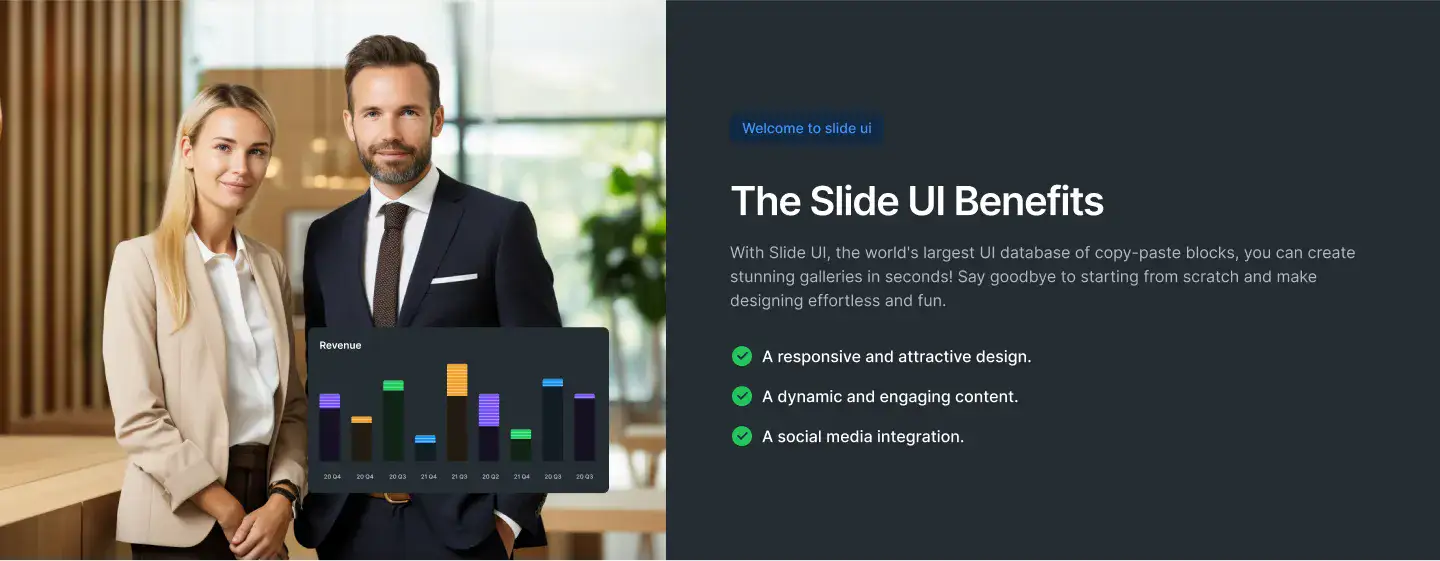 Welcome to slide ui
The Slide UI Benefits
With Slide UI, the world's largest UI database of copy-paste blocks, you can create
stunning galleries in seconds! Say goodbye to starting from scratch and make
designing effortless and fun.
A responsive and attractive design.
A dynamic and engaging content.
A social media integration.
Revenue
20 Q4 20 Q4 20 Q3 21 Q4 21 Q3 20 Q2 21 Q4 20 Q3 20 Q3